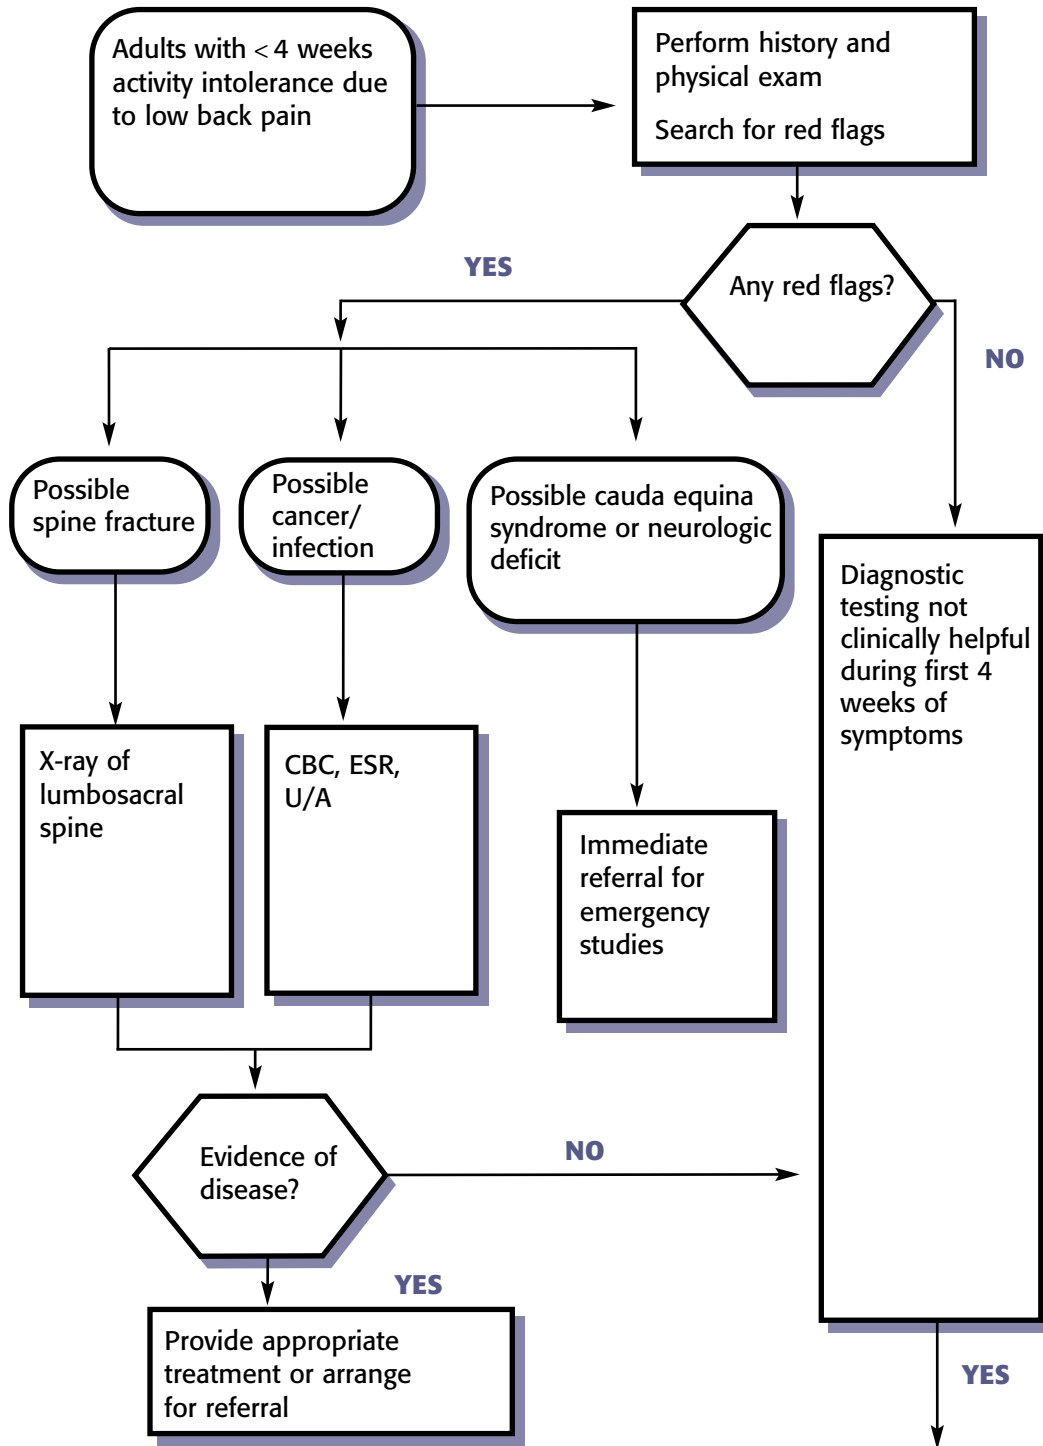 Adults with < 4 weeks
activity intolerance due
to low back pain
Perform history and
physical exam
Search for red flags
Any red flags?
YES
NO
Possible
spine fracture
Possible
cancer/
infection
Possible cauda equina
syndrome or neurologic
deficit
Diagnostic
testing not
clinically helpful
during first 4
weeks of
symptoms
X-ray of
lumbosacral
spine
CBC, ESR,
U/A
Immediate
referral for
emergency
studies
Evidence of
disease?
NO
YES
Provide appropriate
treatment or arrange
for referral
YES